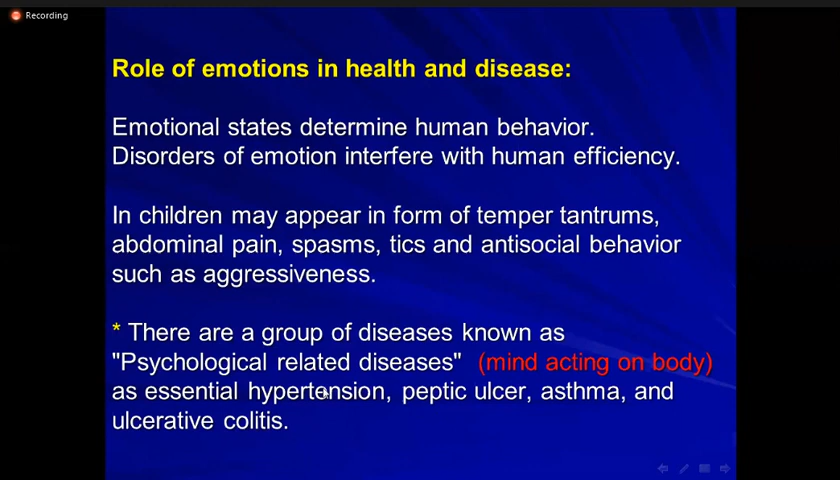 Recording
Role of emotions in health and disease:
Emotional states determine human behavior.
Disorders of emotion interfere with human efficiency.
In children may appear in form of temper tantrums,
abdominal pain, spasms, tics and antisocial behavior
such as aggressiveness.
* There are a group of diseases known as
"Psychological related diseases" (mind acting on body)
as essential hypertension, peptic ulcer, asthma, and
ulcerative colitis.